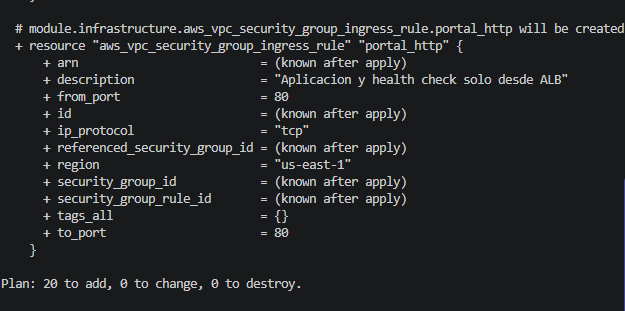 # module.infrastructure.aws_vpc_security_group_ingress_rule.portal_http will be created
+ resource "aws_vpc_security_group_ingress_rule" "portal_http" {
+ arn = (known after apply)
+ description = "Aplicacion y health check solo desde ALB"
+ from_port = 80
+ id = (known after apply)
+ ip_protocol = "tcp"
+ referenced_security_group_id = (known after apply)
+ region = "us-east-1"
+ security_group_id = (known after apply)
+ security_group_rule_id = (known after apply)
+ tags_all = {}
+ to_port = 80
}
Plan: 20 to add, 0 to change, 0 to destroy.